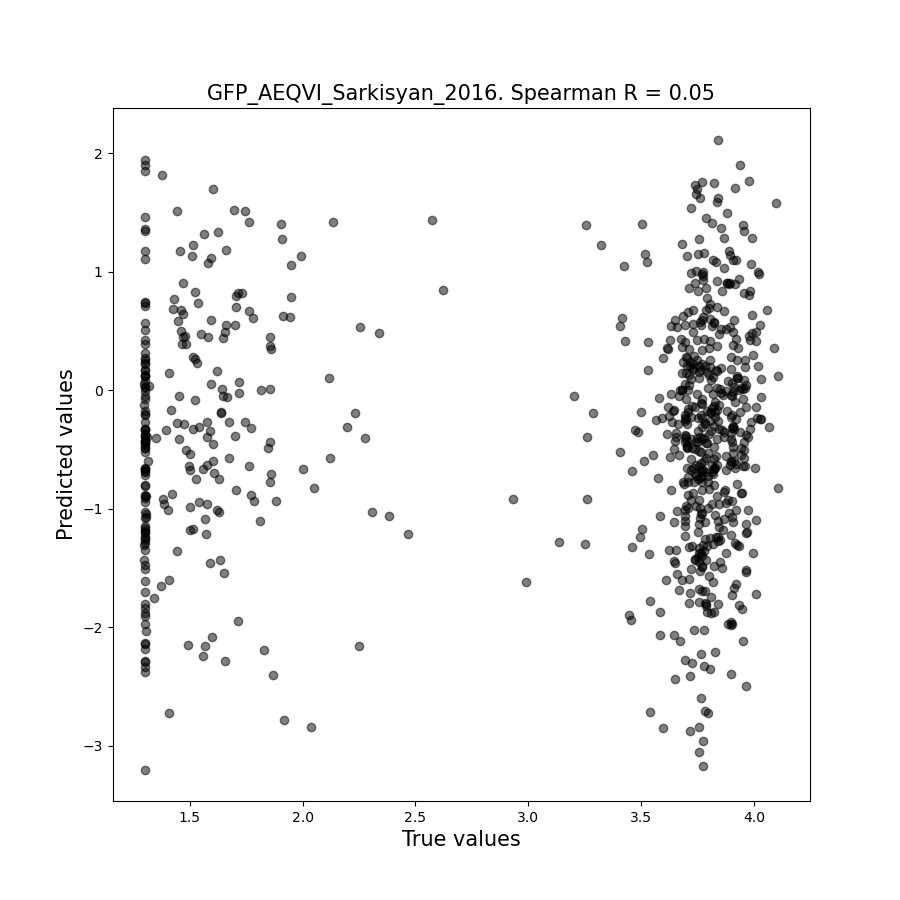 GFP_AEQVI_Sarkisyan_2016. Spearman R = 0.05
Predicted values
2
1
0
−1
−2
−3
1.5 2.0 2.5 3.0 3.5 4.0
True values